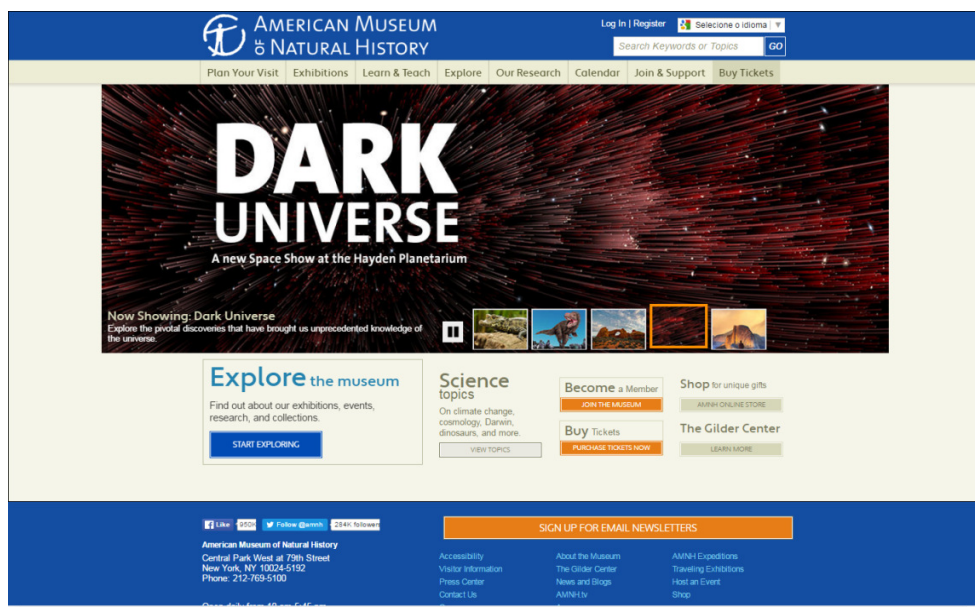 AMERICAN MUSEUM
OF NATURAL HISTORY
Log In | Register
Selecione o idioma
Search Keywords or Topics
GO
Plan Your Visit
Exhibitions
Learn & Teach
Explore
Our Research
Calendar
Join & Support
Buy Tickets
DARK
UNIVERSE
A new Space Show at the Hayden Planetarium
Now Showing: Dark Universe
Explore the pivotal discoveries that have brought us unprecedented knowledge of
the universe.
Explore the museum
Find out about our exhibitions, events,
research, and collections.
START EXPLORING
Science
topics
On climate change,
cosmology, Darwin,
dinosaurs, and more.
VIEW TOPICS
Become a Member
JOIN THE MUSEUM
Buy Tickets
PURCHASE TICKETS NOW
Shop for unique gifts
AMNH ONLINE STORE
The Gilder Center
LEARN MORE
Like
950K
Follow @amnh
284K followers
SIGN UP FOR EMAIL NEWSLETTERS
American Museum of Natural History
Central Park West at 79th Street
New York, NY 10024-5192
Phone: 212-769-5100
Open daily from 10 am-5:45 pm
Accessibility
Visitor Information
Press Center
Contact Us
About the Museum
The Gilder Center
News and Blogs
AMNH.tv
AMNH Expeditions
Traveling Exhibitions
Host an Event
Shop